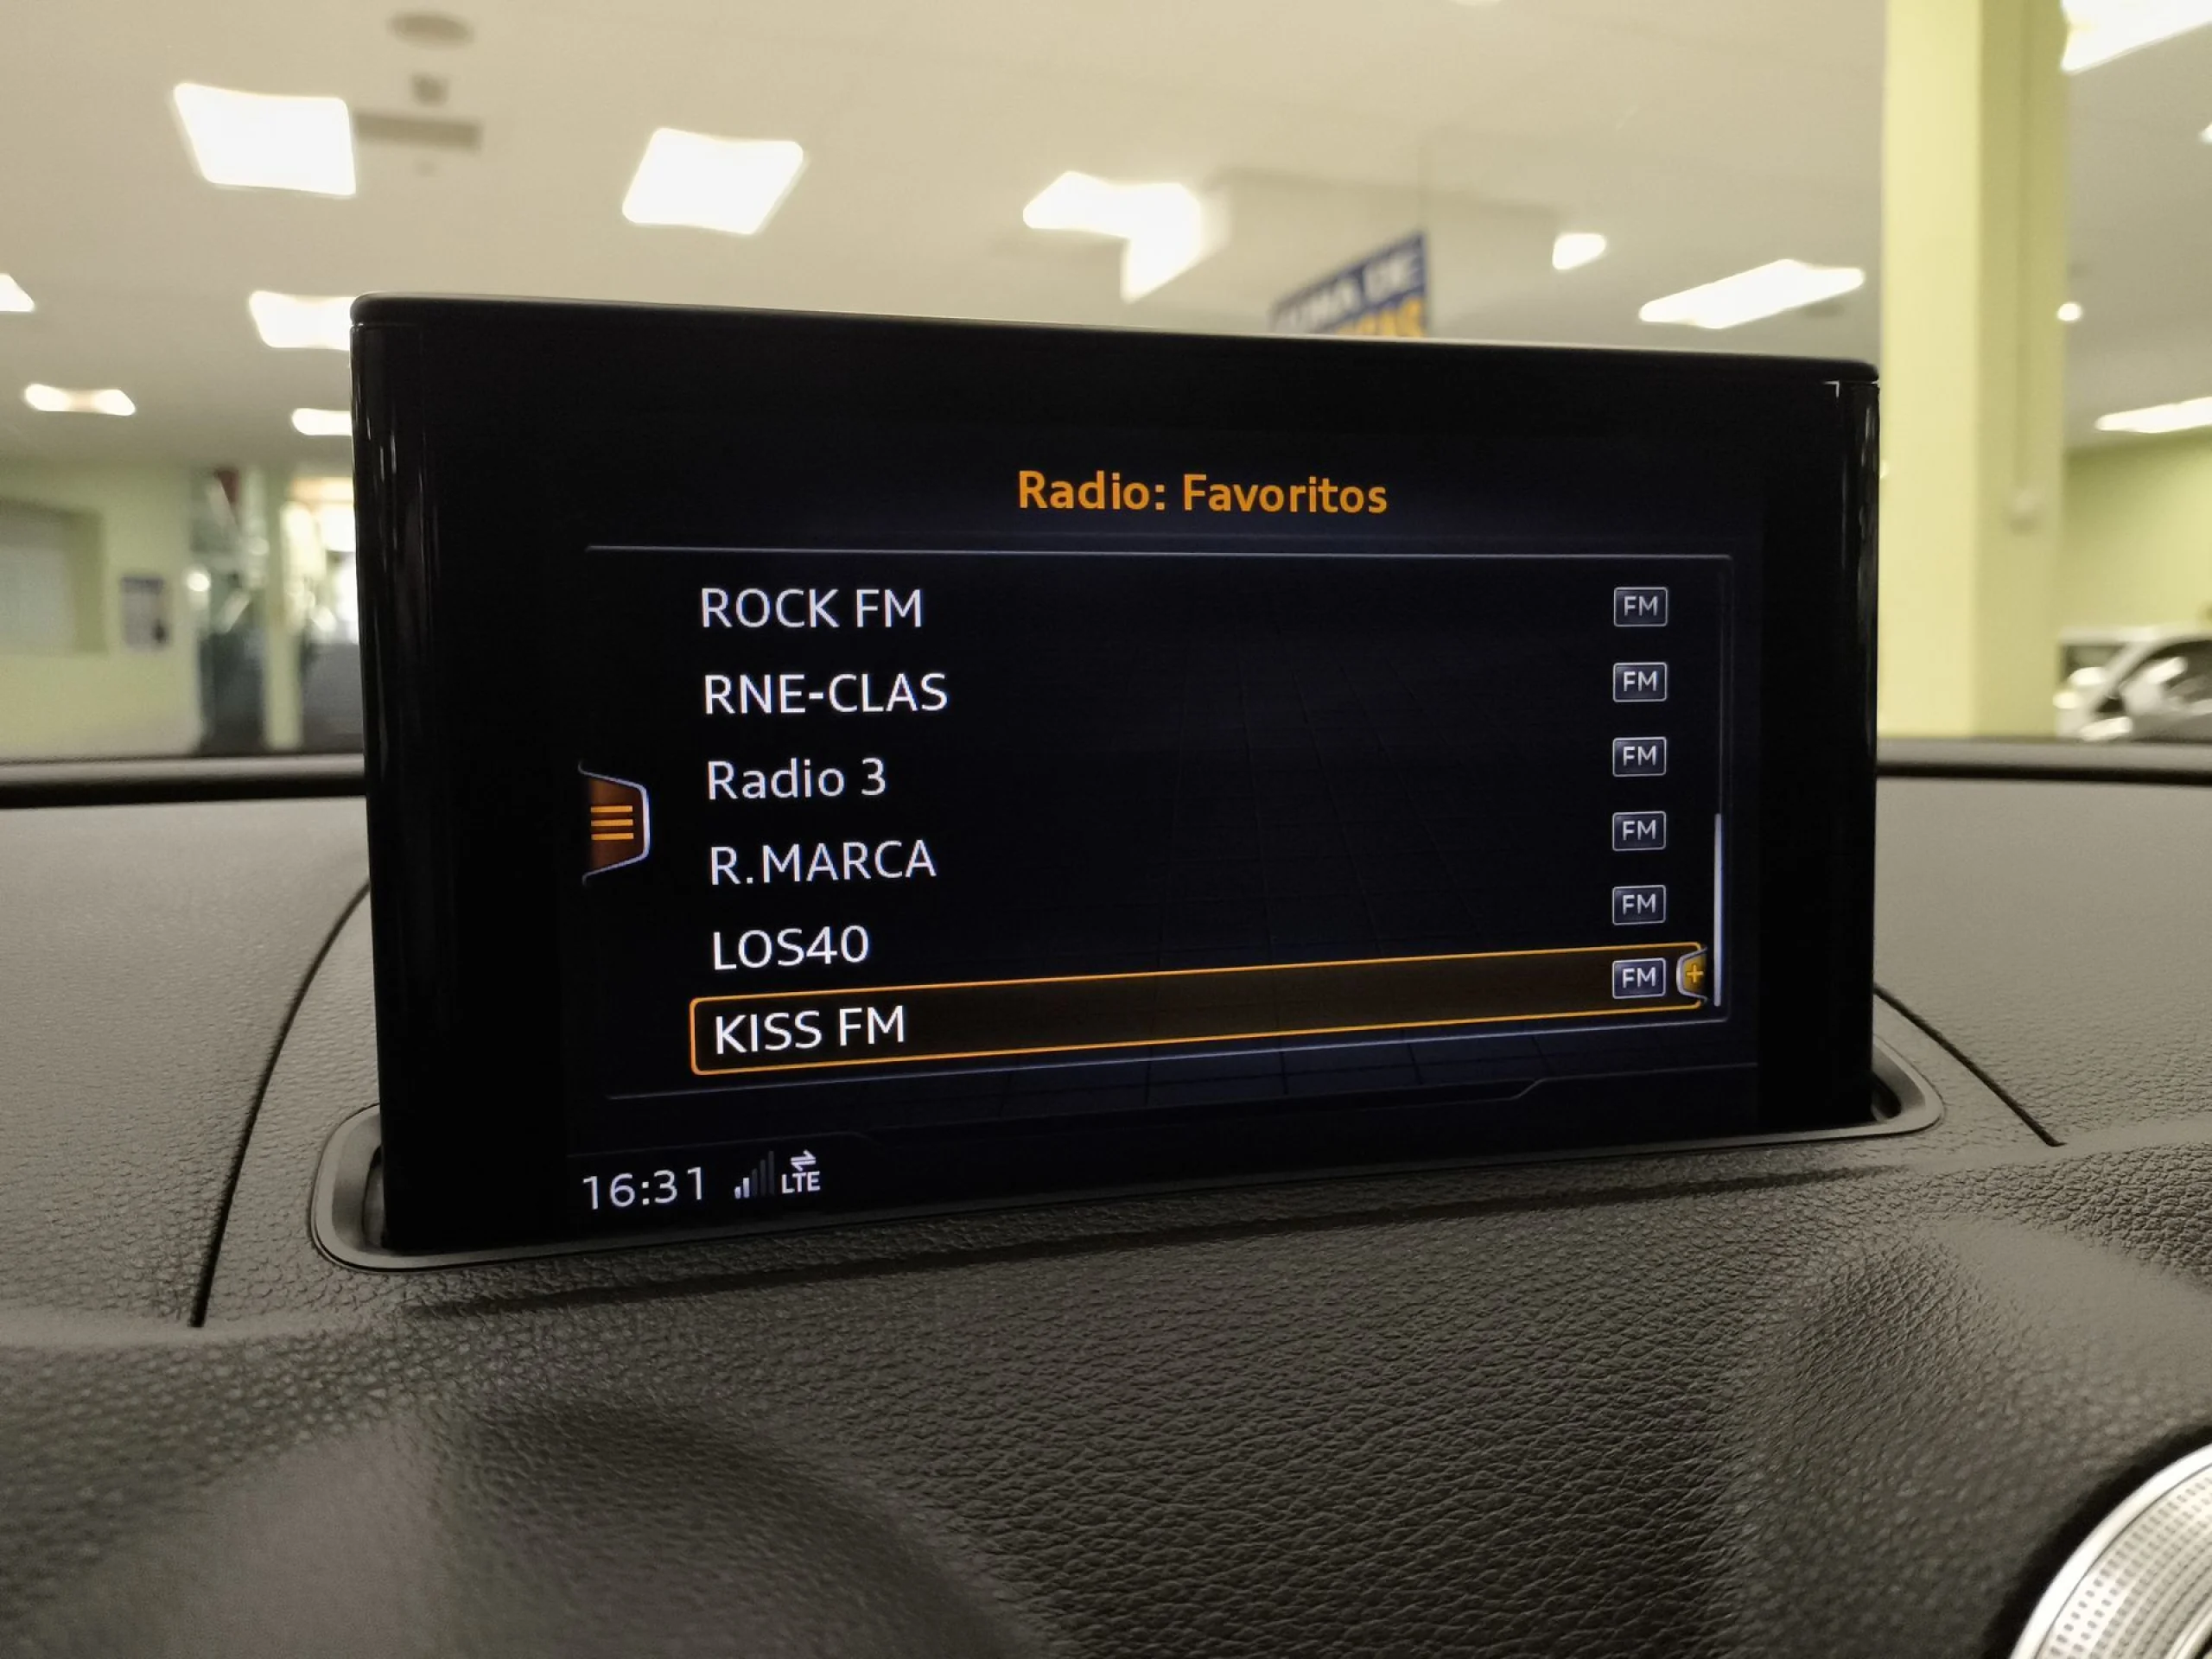 Radio: Favoritos
ROCK FM FM
RNE-CLAS FM
Radio 3 FM
R.MARCA FM
LOS40 FM
KISS FM FM +
16:31 LTE
DE